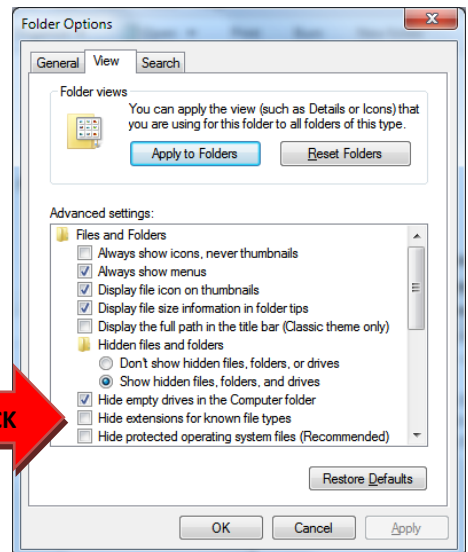 Folder Options
General View Search
Folder views
You can apply the view (such as Details or Icons) that
you are using for this folder to all folders of this type.
Apply to Folders Reset Folders
Advanced settings:
Files and Folders
Always show icons, never thumbnails
Always show menus
Display file icon on thumbnails
Display file size information in folder tips
Display the full path in the title bar (Classic theme only)
Hidden files and folders
Don't show hidden files, folders, or drives
Show hidden files, folders, and drives
Hide empty drives in the Computer folder
Hide extensions for known file types
Hide protected operating system files (Recommended)
Restore Defaults
OK Cancel Apply